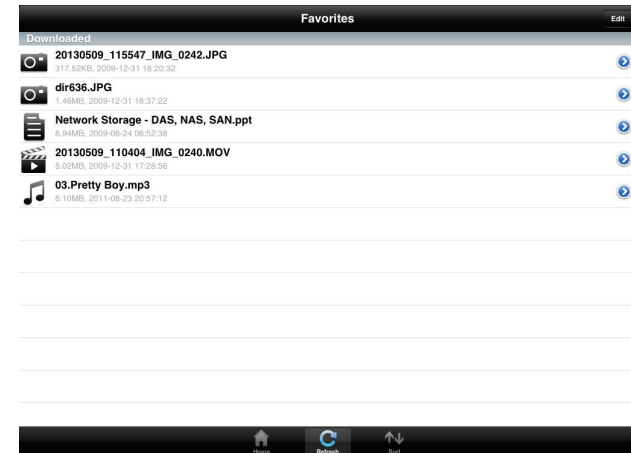 Favorites
Edit
Downloaded
20130509_115547_IMG_0242.JPG
317.52KB, 2009-12-31 18:20:32
dir636.JPG
1.46MB, 2009-12-31 18:37:22
Network Storage - DAS, NAS, SAN.ppt
6.94MB, 2009-06-24 06:52:38
20130509_110404_IMG_0240.MOV
5.02MB, 2009-12-31 17:28:56
03.Pretty Boy.mp3
6.10MB, 2011-08-23 20:57:12
Home Refresh Sort